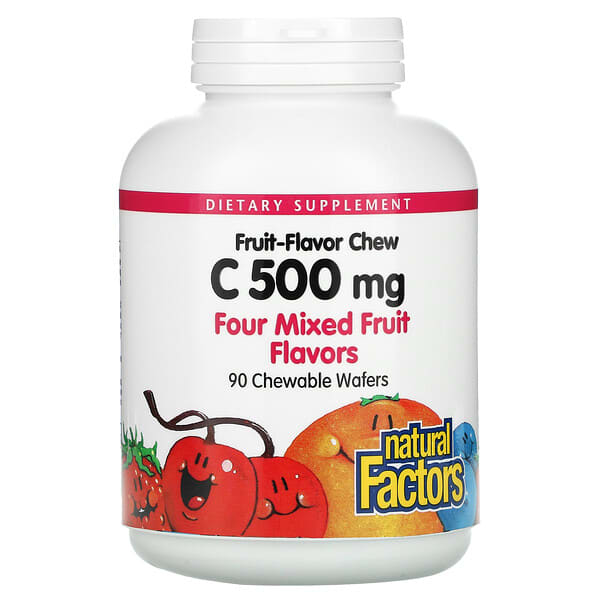 DIETARY SUPPLEMENT
Fruit-Flavor Chew
C 500 mg
Four Mixed Fruit
Flavors
90 Chewable Wafers
natural
Factors